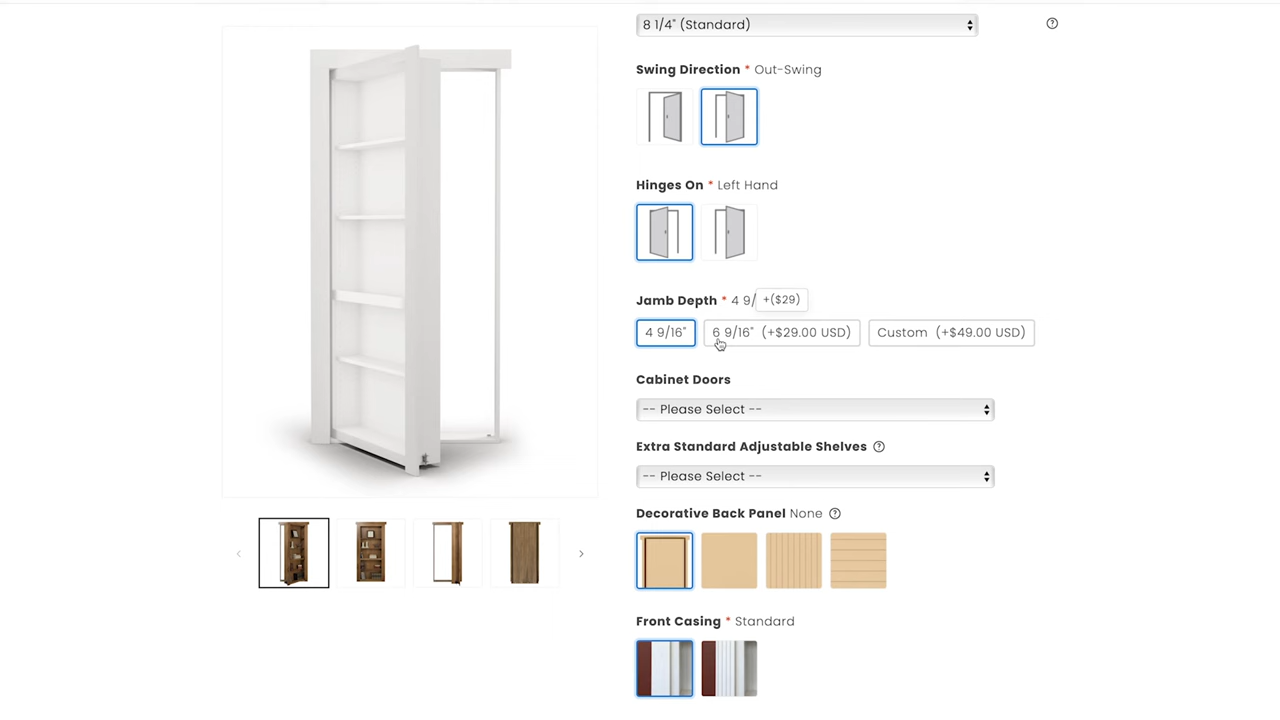 8 1/4" (Standard)
Swing Direction * Out-Swing
Hinges On * Left Hand
Jamb Depth * 4 9/
+($29)
4 9/16"
6 9/16" (+$29.00 USD)
Custom (+$49.00 USD)
Cabinet Doors
-- Please Select --
Extra Standard Adjustable Shelves
-- Please Select --
Decorative Back Panel None
Front Casing * Standard